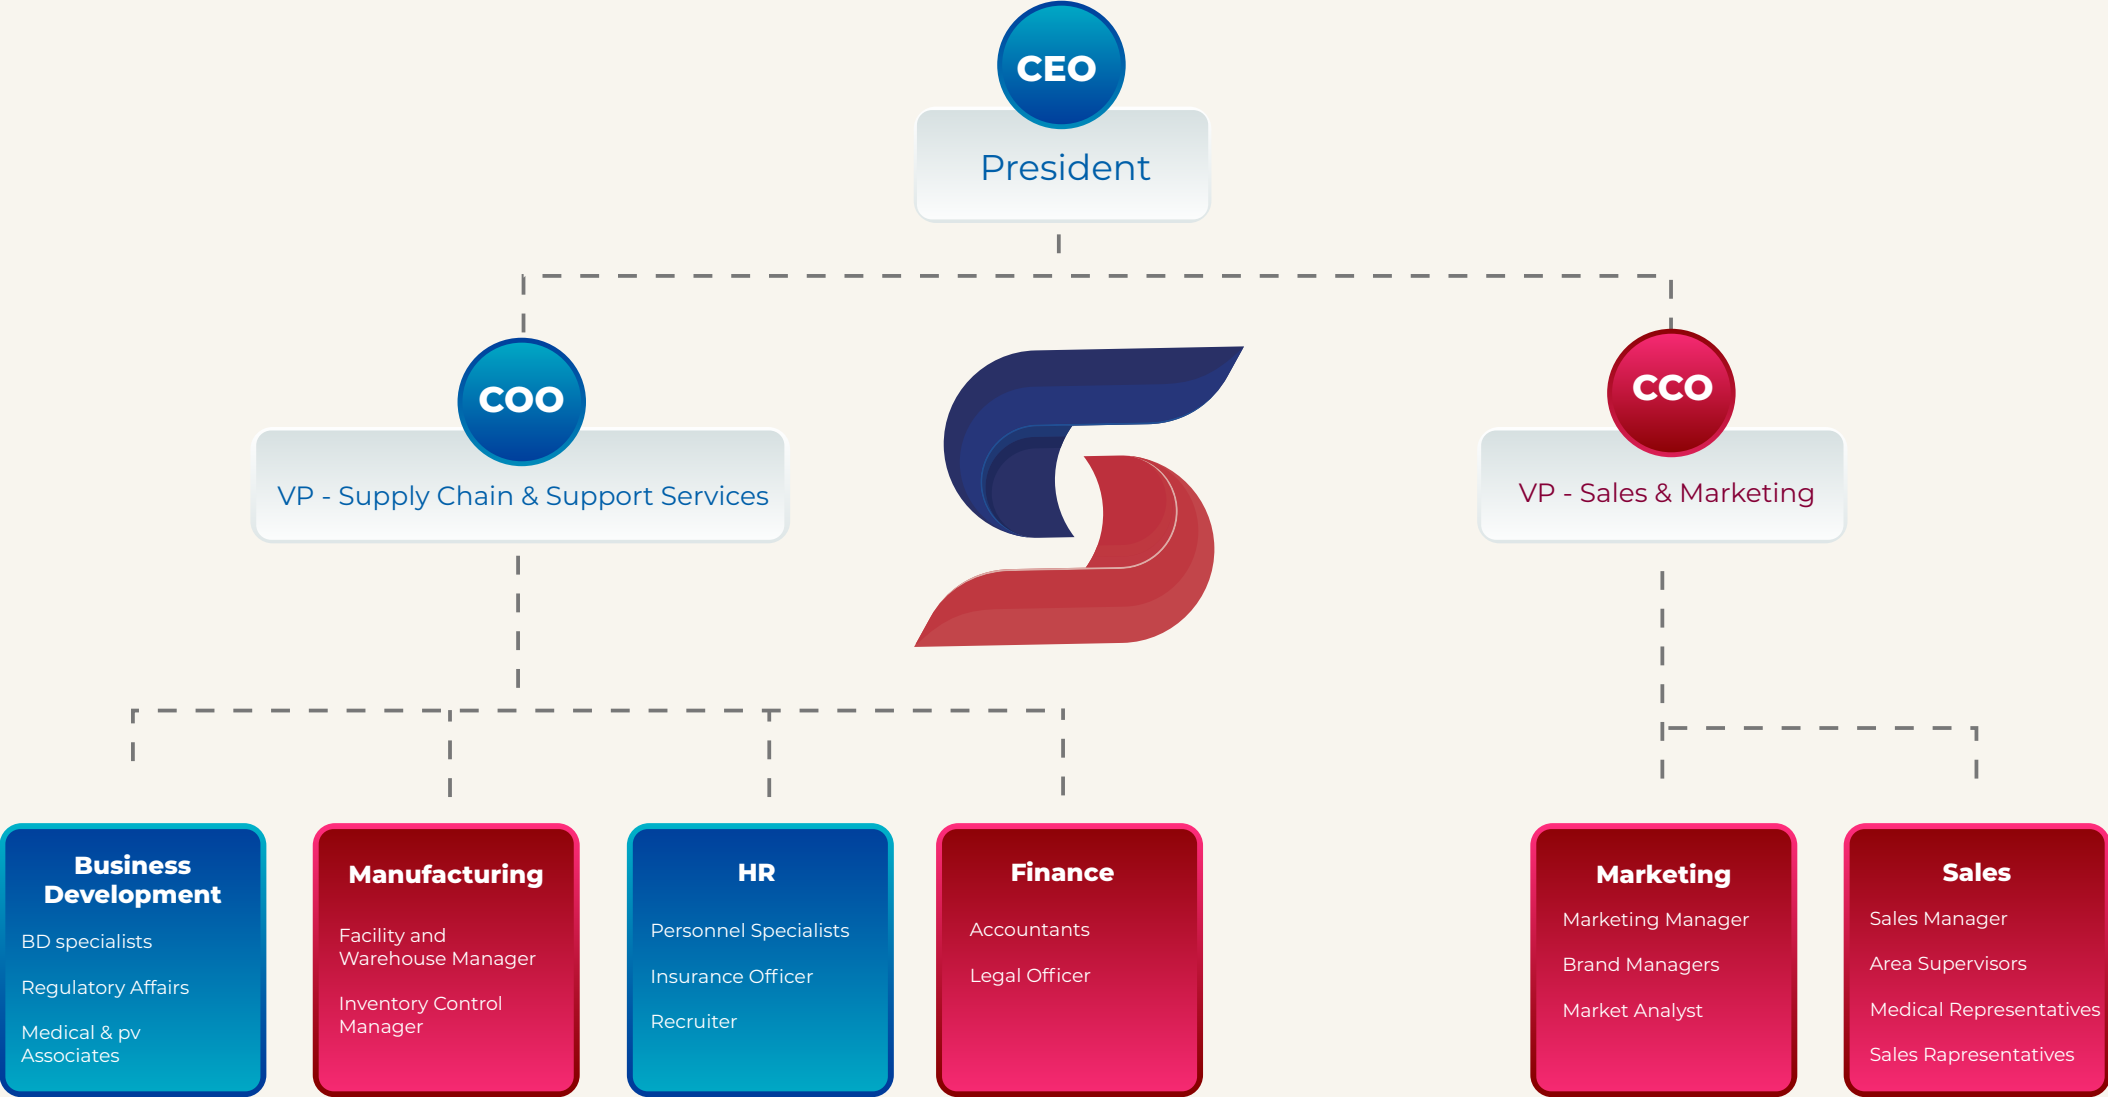 CEO
President
COO
VP - Supply Chain & Support Services
CCO
VP - Sales & Marketing
Business
Development
BD specialists
Regulatory Affairs
Medical & pv
Associates
Manufacturing
Facility and
Warehouse Manager
Inventory Control
Manager
HR
Personnel Specialists
Insurance Officer
Recruiter
Finance
Accountants
Legal Officer
Marketing
Marketing Manager
Brand Managers
Market Analyst
Sales
Sales Manager
Area Supervisors
Medical Representatives
Sales Rapresentatives